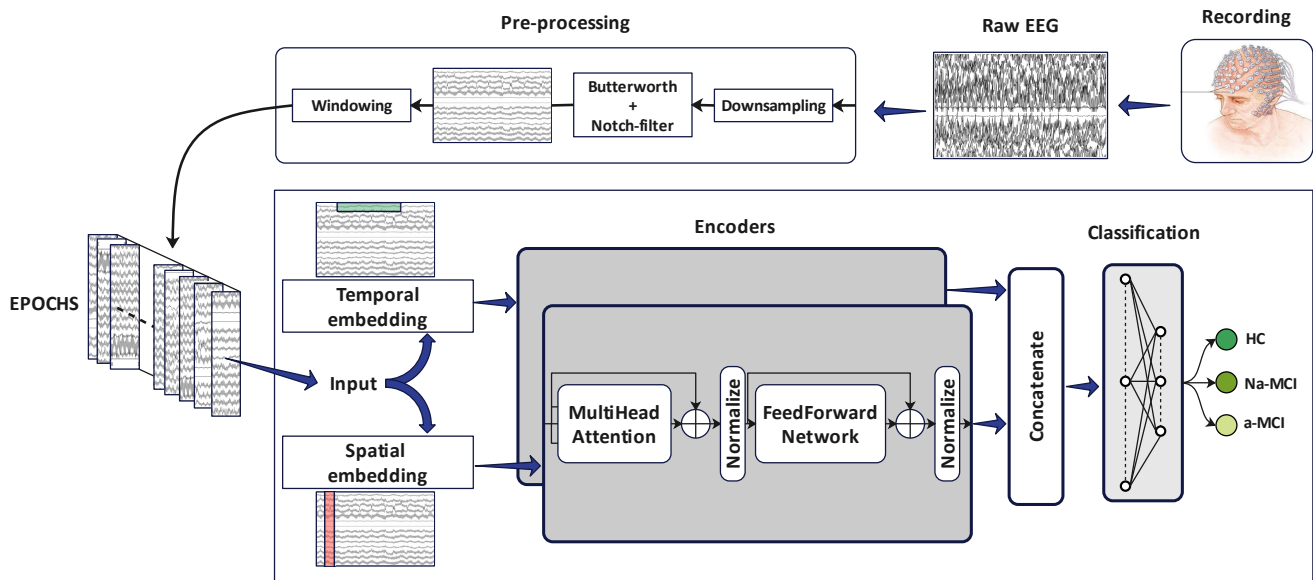 Pre-processing
Raw EEG
Recording
Windowing
Butterworth
+
Notch-filter
Downsampling
EPOCHS
Temporal
embedding
Input
Spatial
embedding
Encoders
MultiHead
Attention
Normalize
FeedForward
Network
Normalize
Concatenate
Classification
HC
Na-MCI
a-MCI